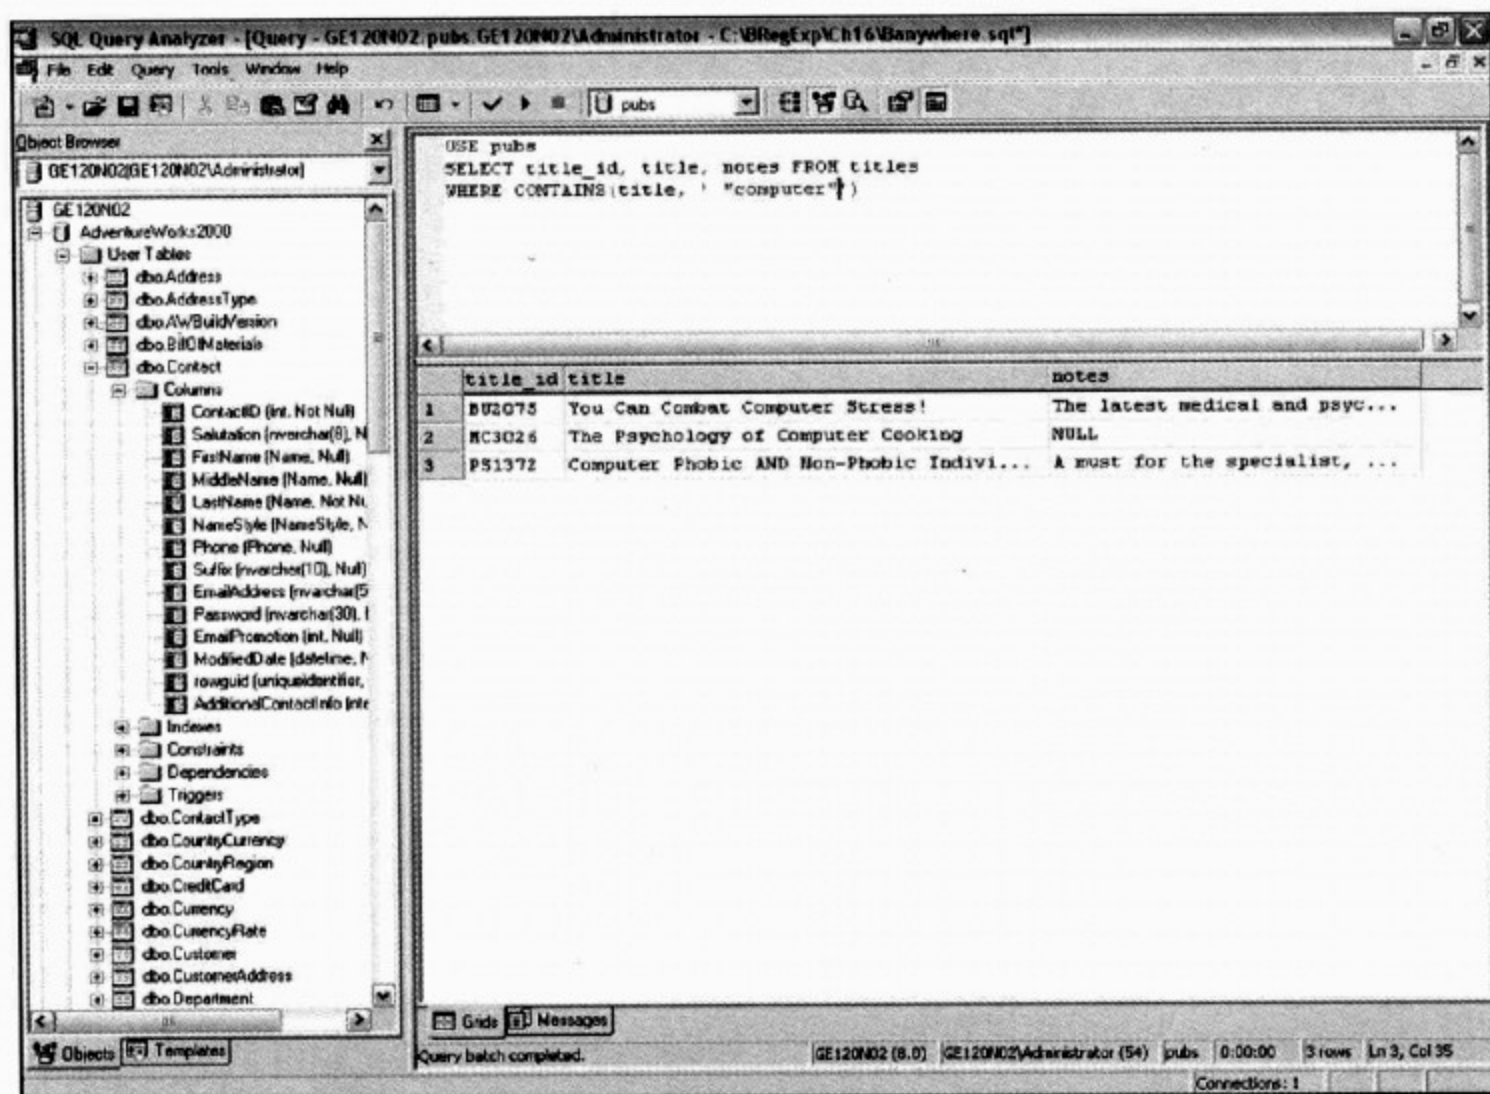 SQL Query Analyzer - [Query - GE120N02.pubs.GE120N02\Administrator - C:\BRegExp\Ch16\Banywhere.sql*]
File Edit Query Tools Window Help
pubs
Object Browser
GE120N02(GE120N02\Administrator)
GE120N02
AdventureWorks2000
User Tables
dbo.Address
dbo.AddressType
dbo.AWBuildVersion
dbo.BillOfMaterials
dbo.Contact
Columns
ContactID (int, Not Null)
Salutation (nvarchar(8), N
FirstName (Name, Null)
MiddleName (Name, Null)
LastName (Name, Not Nu
NameStyle (NameStyle, N
Phone (Phone, Null)
Suffix (nvarchar(10), Null)
EmailAddress (nvarchar(5
Password (nvarchar(30),
EmailPromotion (int, Null)
ModifiedDate (datetime, N
rowguid (uniqueidentifier,
AdditionalContactInfo (nte
Indexes
Constraints
Dependencies
Triggers
dbo.ContactType
dbo.CountryCurrency
dbo.CountryRegion
dbo.CreditCard
dbo.Currency
dbo.CurrencyRate
dbo.Customer
dbo.CustomerAddress
dbo.Department
Objects Templates
USE pubs
SELECT title_id, title, notes FROM titles
WHERE CONTAINS(title, ' "computer"')
title_id title notes
1 BU2075 You Can Combat Computer Stress! The latest medical and psyc...
2 MC3026 The Psychology of Computer Cooking NULL
3 PS1372 Computer Phobic AND Non-Phobic Indivi... A must for the specialist, ...
Grids Messages
Query batch completed. GE120N02 (8.0) GE120N02\Administrator (54) pubs 0:00:00 3 rows Ln 3, Col 35
Connections: 1